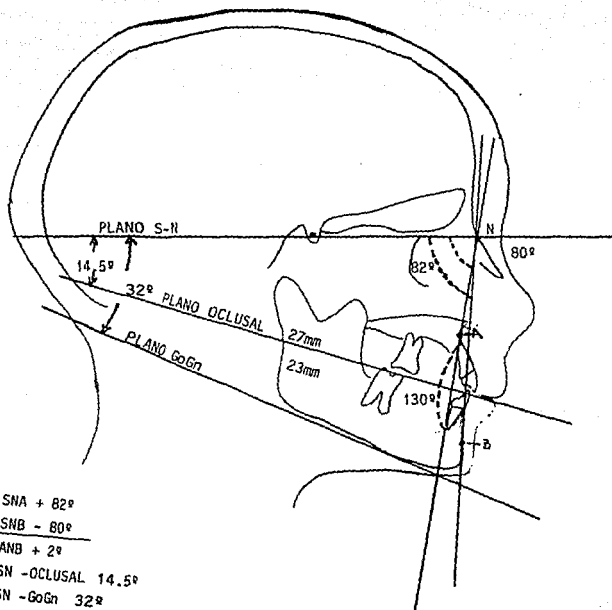 PLANO S-N
N
80º
14.5º
82º
32º
PLANO OCLUSAL
A
PLANO GoGn
27mm
23mm
130º
B
SNA + 82º
SNB - 80º
ANB + 2º
SN -OCLUSAL 14.5º
SN -GoGn 32º